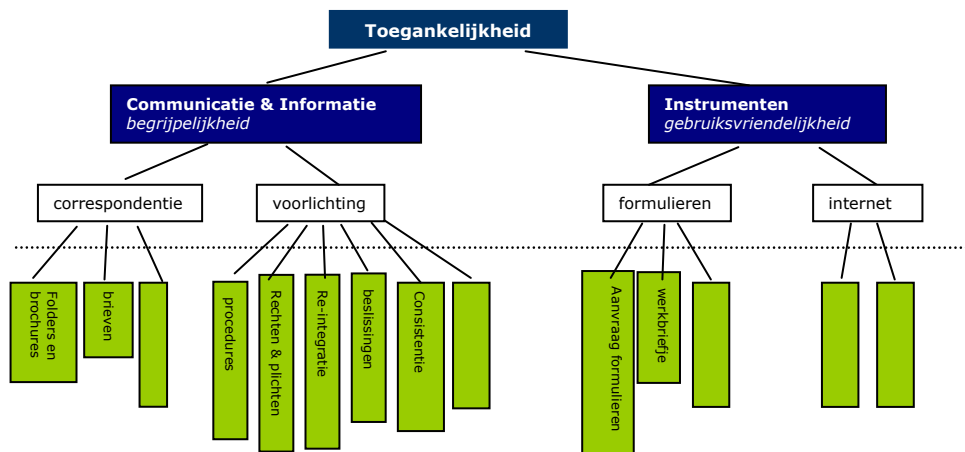 Toegankelijkheid
Communicatie & Informatie
begrijpelijkheid
Instrumenten
gebruiksvriendelijkheid
correspondentie
voorlichting
formulieren
internet
Folders en
brochures
brieven
procedures
Rechten & plichten
Re-integratie
beslissingen
Consistentie
Aanvraag formulieren
werkbriefje